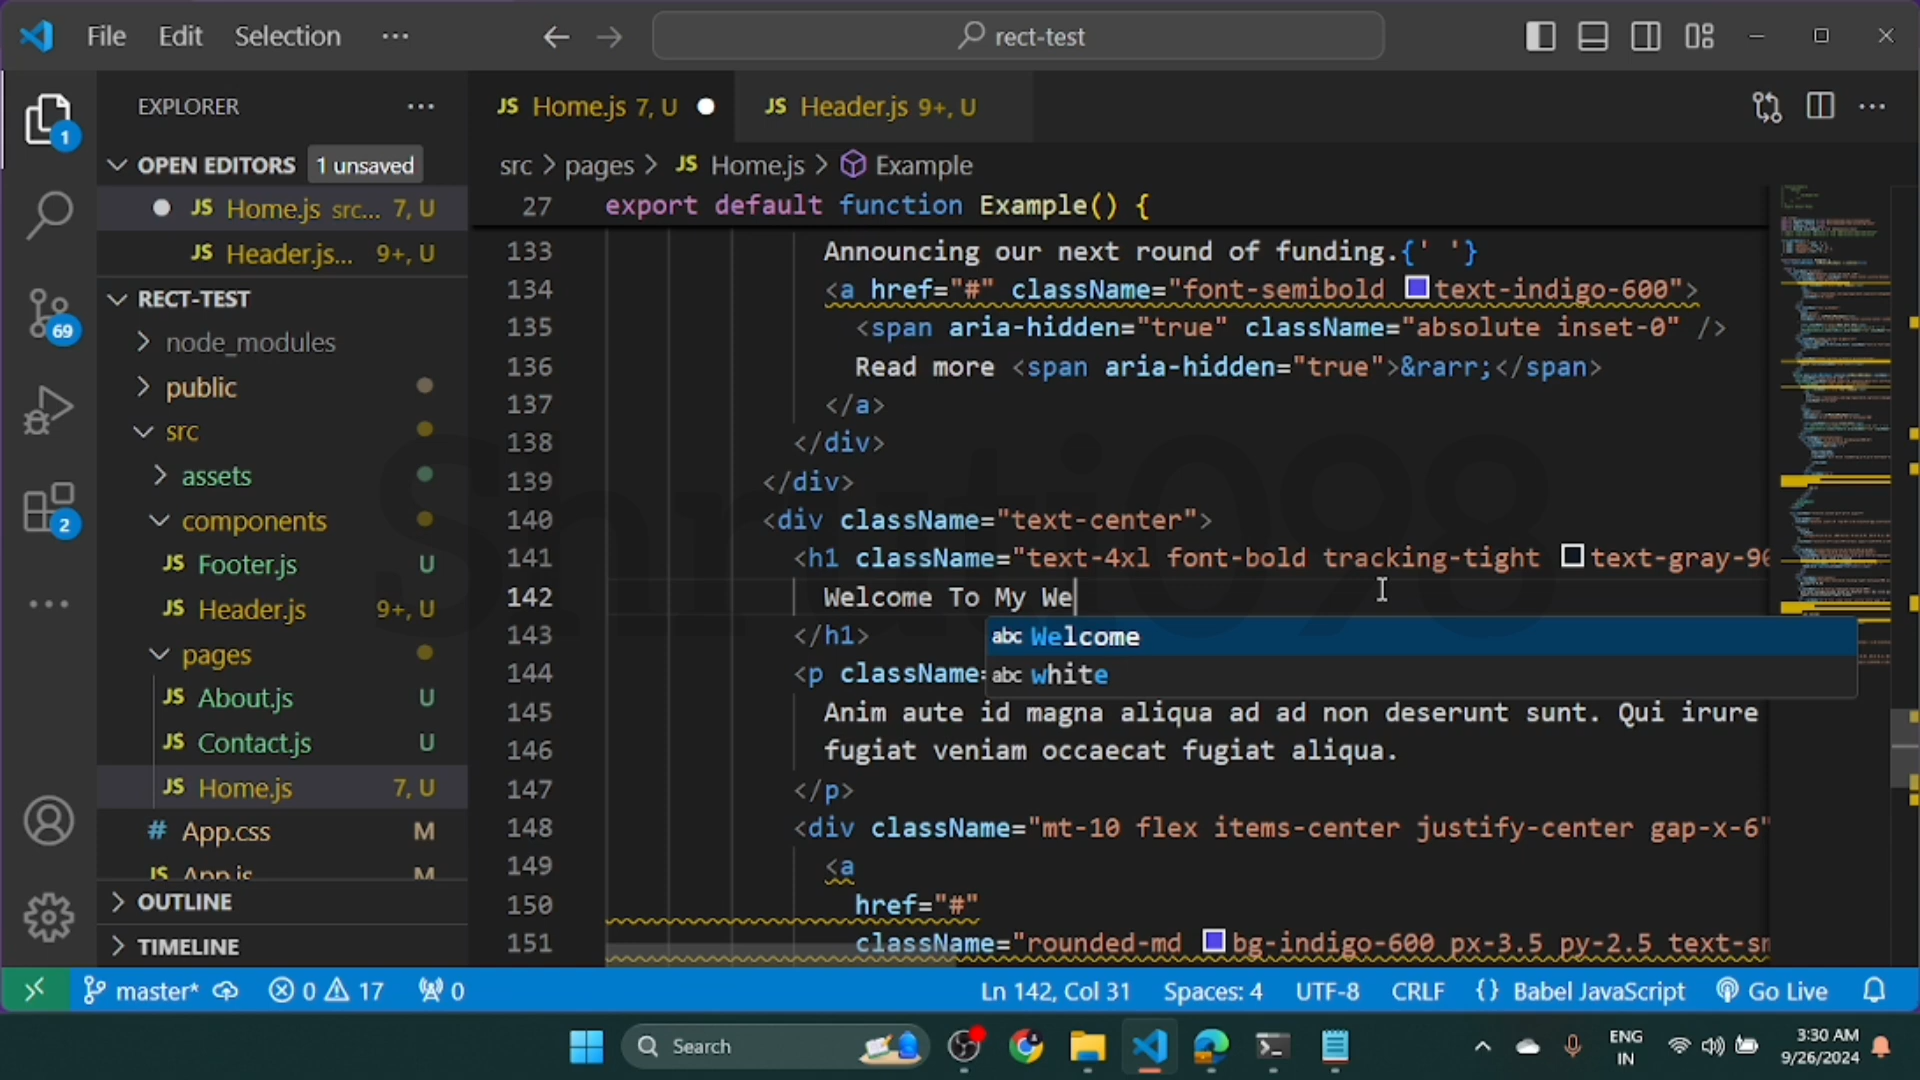 File Edit Selection ···
rect-test
EXPLORER ···
JS Home.js 7, U
JS Header.js 9+, U
···
1
OPEN EDITORS 1 unsaved
JS Home.js src... 7, U
JS Header.js... 9+, U
RECT-TEST
node_modules
public
src
assets
components
JS Footer.js U
JS Header.js 9+, U
pages
JS About.js U
JS Contact.js U
JS Home.js 7, U
# App.css M
JS App.js M
OUTLINE
TIMELINE
69
2
src > pages > JS Home.js > Example
27 export default function Example() {
133 Announcing our next round of funding.{' '}
134 <a href="#" className="font-semibold text-indigo-600">
135 <span aria-hidden="true" className="absolute inset-0" />
136 Read more <span aria-hidden="true">&rarr;</span>
137 </a>
138 </div>
139 </div>
140 <div className="text-center">
141 <h1 className="text-4xl font-bold tracking-tight text-gray-90
142 Welcome To My We
143 </h1>
abc Welcome
144 <p className=
abc white
145 Anim aute id magna aliqua ad ad non deserunt sunt. Qui irure
146 fugiat veniam occaecat fugiat aliqua.
147 </p>
148 <div className="mt-10 flex items-center justify-center gap-x-6"
149 <a
150 href="#"
151 className="rounded-md bg-indigo-600 px-3.5 py-2.5 text-sm
Shruti098
master* 0 17 0 Ln 142, Col 31 Spaces: 4 UTF-8 CRLF {} Babel JavaScript Go Live
Search
ENG
IN
3:30 AM
9/26/2024